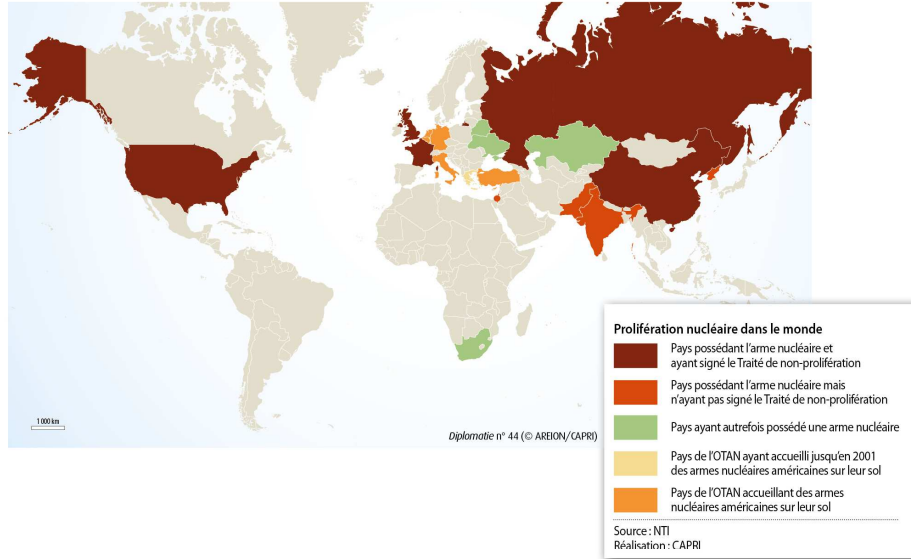 1 000 km
Diplomatie n° 44 (© AREION/CAPRI)
Prolifération nucléaire dans le monde
Pays possédant l'arme nucléaire et
ayant signé le Traité de non-prolifération
Pays possédant l'arme nucléaire mais
n'ayant pas signé le Traité de non-prolifération
Pays ayant autrefois possédé une arme nucléaire
Pays de l'OTAN ayant accueilli jusqu'en 2001
des armes nucléaires américaines sur leur sol
Pays de l'OTAN accueillant des armes
nucléaires américaines sur leur sol
Source : NTI
Réalisation : CAPRI